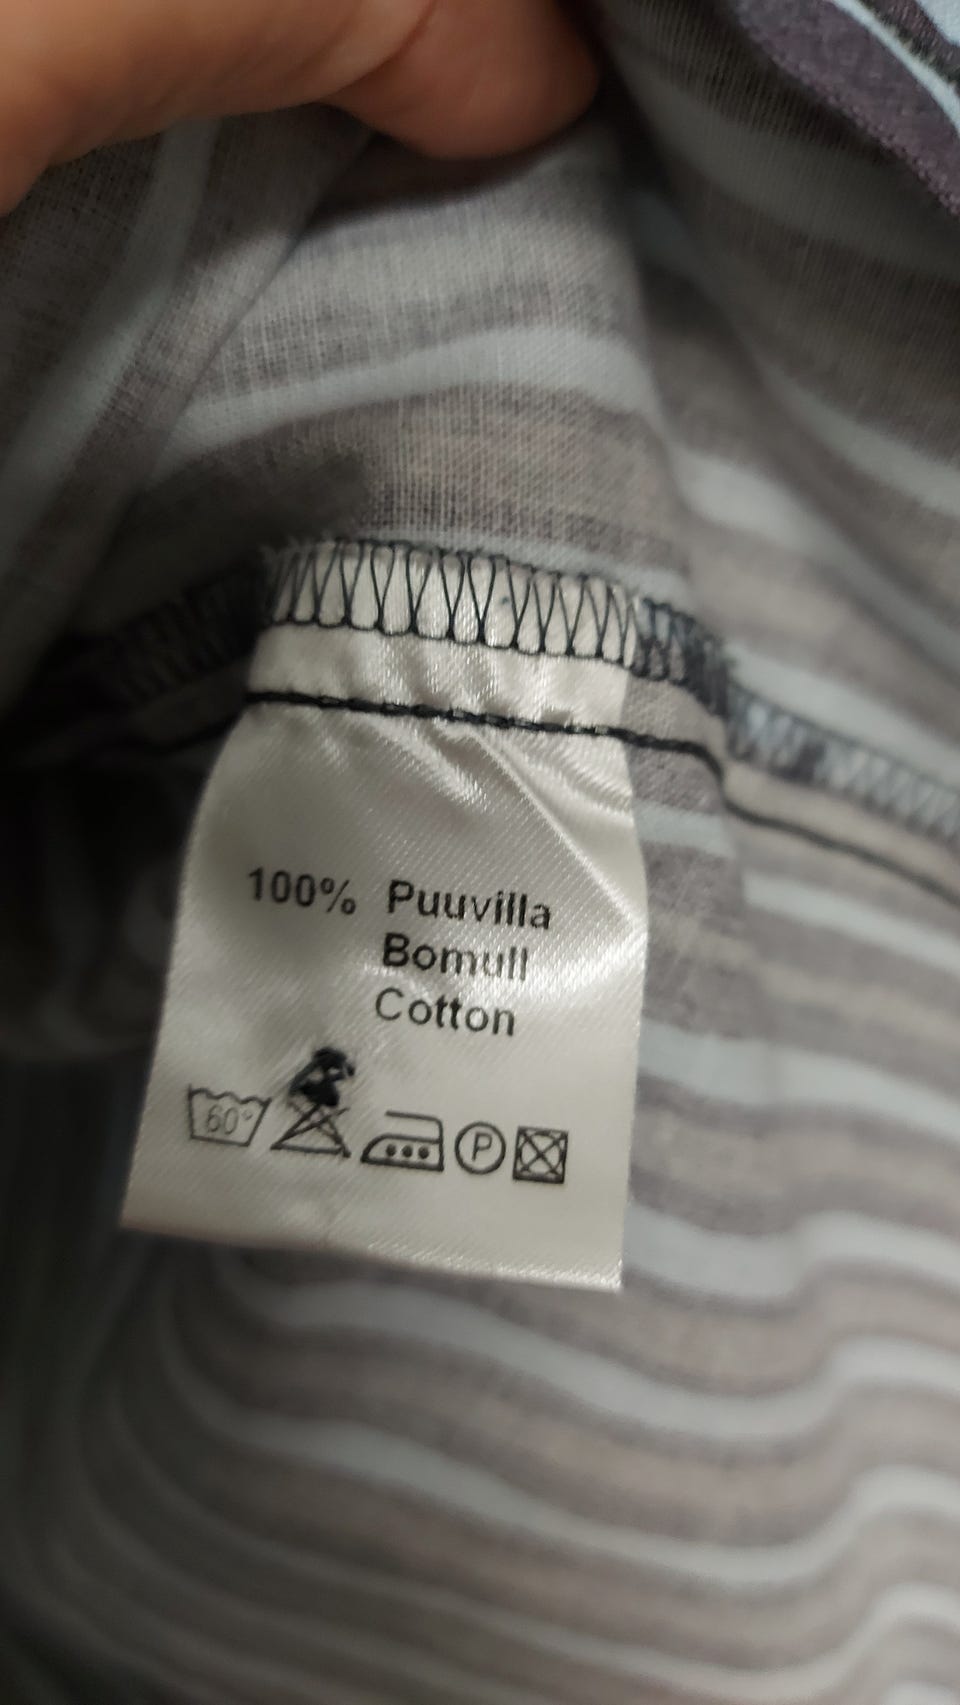 100% Puuvilla
Bomull
Cotton
60° P